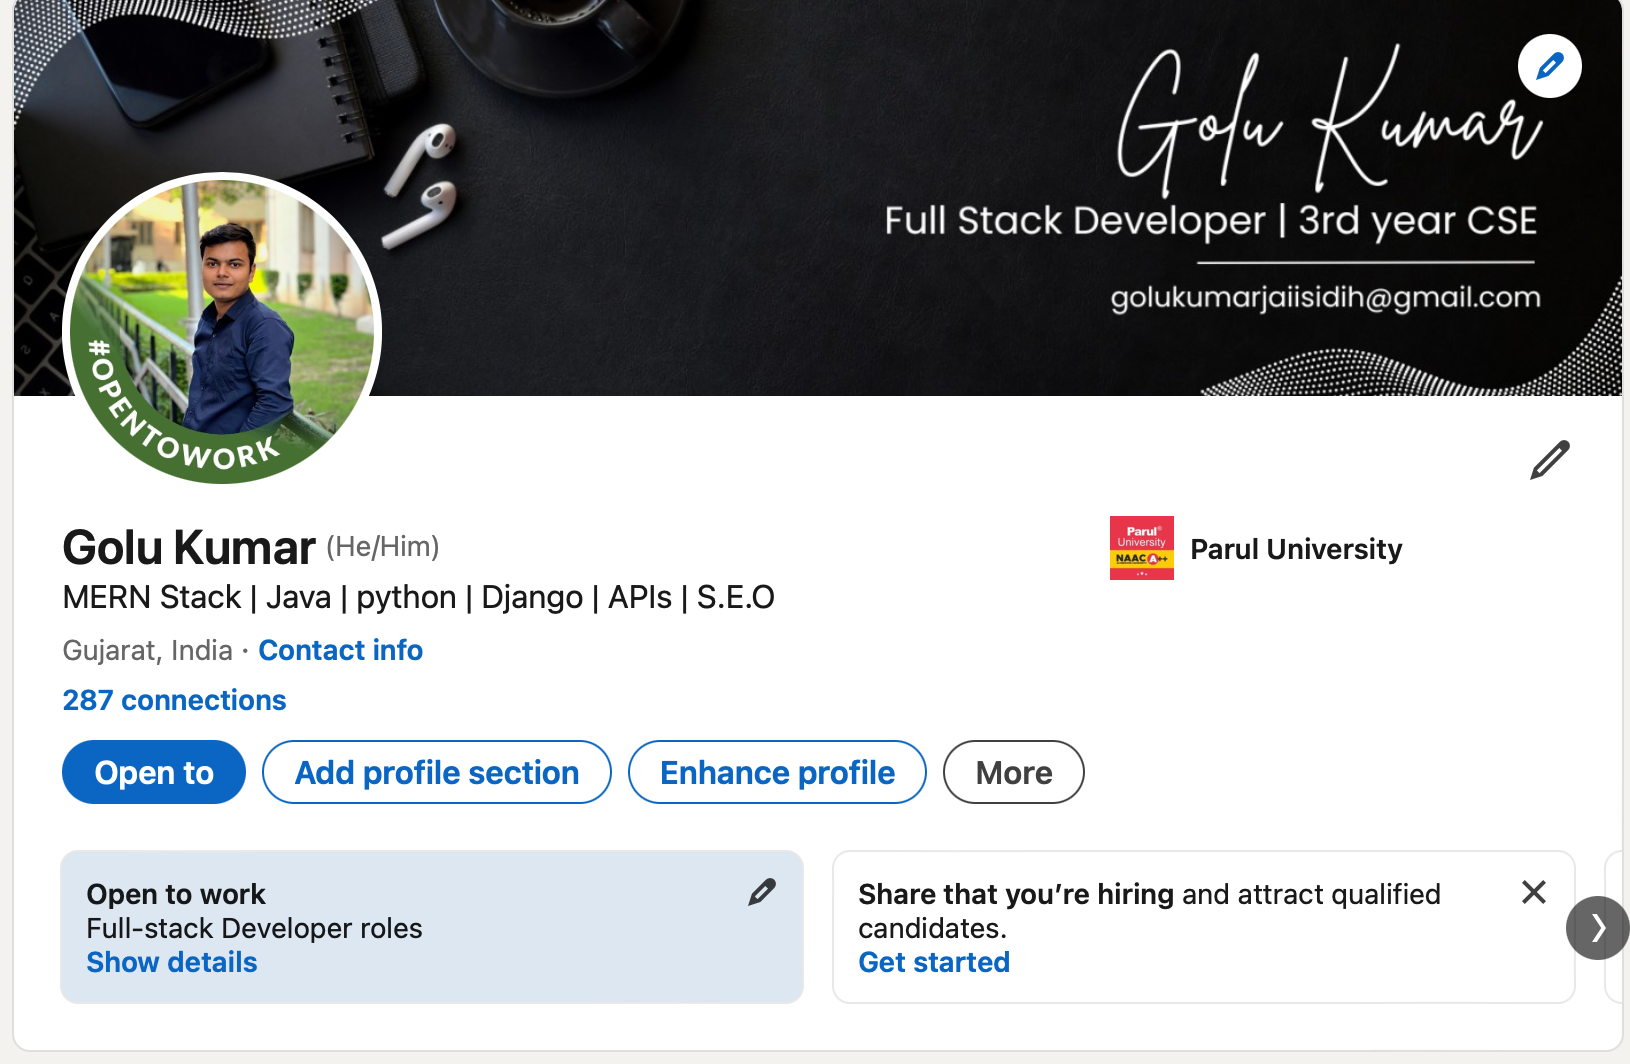 Golu Kumar
Full Stack Developer | 3rd year CSE
golukumarjaiisidih@gmail.com
#OPENTOWORK
Golu Kumar (He/Him)
MERN Stack | Java | python | Django | APIs | S.E.O
Gujarat, India · Contact info
287 connections
Parul®
University
NAAC A++
Parul University
Open to
Add profile section
Enhance profile
More
Open to work
Full-stack Developer roles
Show details
Share that you’re hiring and attract qualified
candidates.
Get started